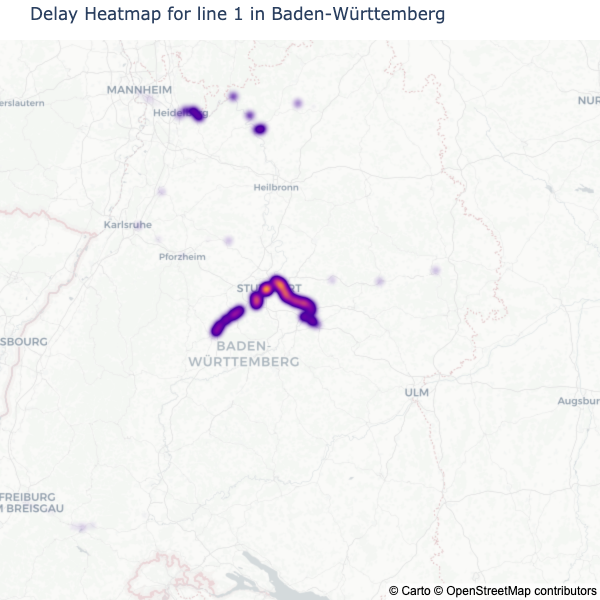 Delay Heatmap for line 1 in Baden-Württemberg
MANNHEIM
erslautern
NUR
Heidelberg
Heilbronn
Karlsruhe
Pforzheim
STUTTGART
SBOURG
BADEN-
WÜRTTEMBERG
ULM
Augsburg
FREIBURG
M BREISGAU
© Carto © OpenStreetMap contributors